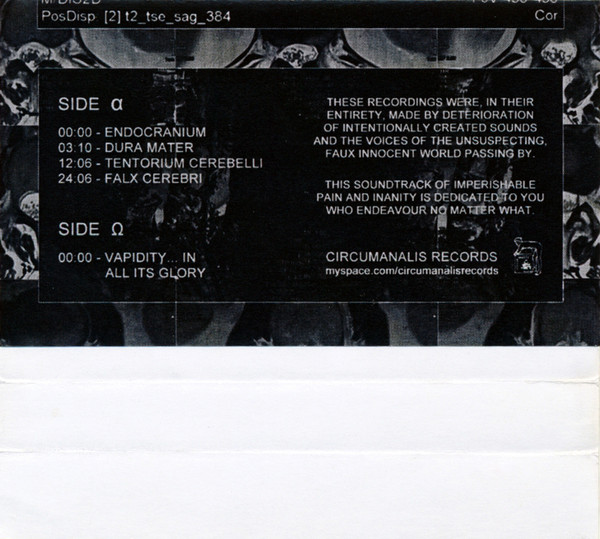 PosDisp [2] t2_tse_sag_384
Cor
SIDE α
00:00 - ENDOCRANIUM
03:10 - DURA MATER
12:06 - TENTORIUM CEREBELLI
24:06 - FALX CEREBRI
SIDE Ω
00:00 - VAPIDITY... IN
ALL ITS GLORY
THESE RECORDINGS WERE, IN THEIR
ENTIRETY, MADE BY DETERIORATION
OF INTENTIONALLY CREATED SOUNDS
AND THE VOICES OF THE UNSUSPECTING,
FAUX INNOCENT WORLD PASSING BY.
THIS SOUNDTRACK OF IMPERISHABLE
PAIN AND INANITY IS DEDICATED TO YOU
WHO ENDEAVOUR NO MATTER WHAT.
CIRCUMANALIS RECORDS
myspace.com/circumanalisrecords